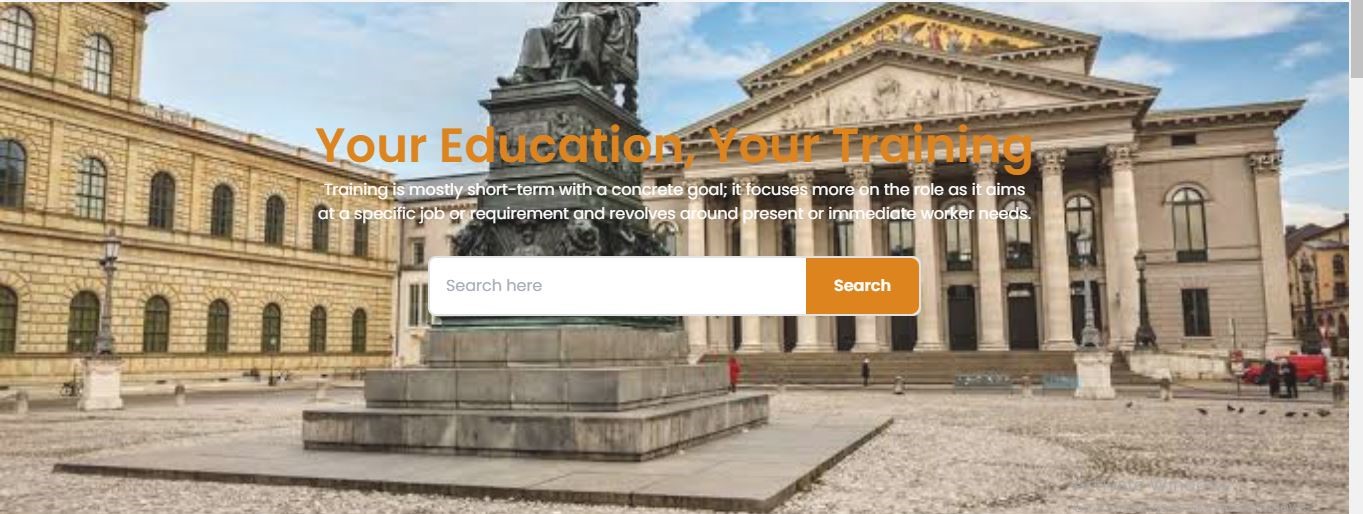 Your Education, Your Training
Training is mostly short-term with a concrete goal; it focuses more on the role as it aims
at a specific job or requirement and revolves around present or immediate worker needs.
Search here
Search